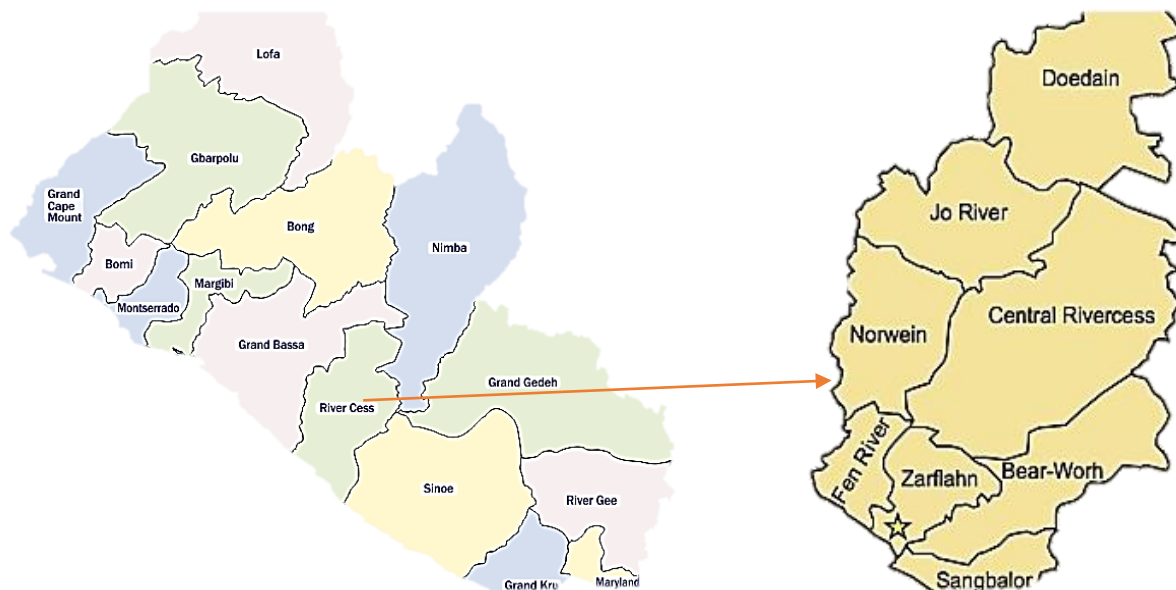 Lofa
Gbarpolu
Grand
Cape
Mount
Bong
Nimba
Bomi
Margibi
Montserrado
Grand Bassa
Grand Gedeh
River Cess
Sinoe
River Gee
Grand Kru
Maryland
Doedain
Jo River
Central Rivercess
Norwein
Fen River
Zarflahn
Bear-Worh
Sangbalor